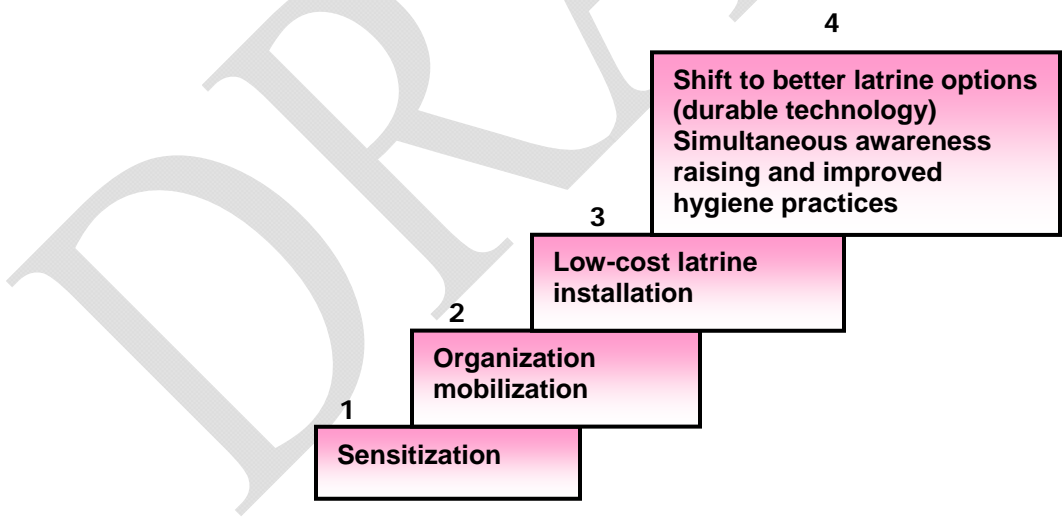 4
Shift to better latrine options
(durable technology)
Simultaneous awareness
raising and improved
hygiene practices
3
Low-cost latrine
installation
2
Organization
mobilization
1
Sensitization
DRA